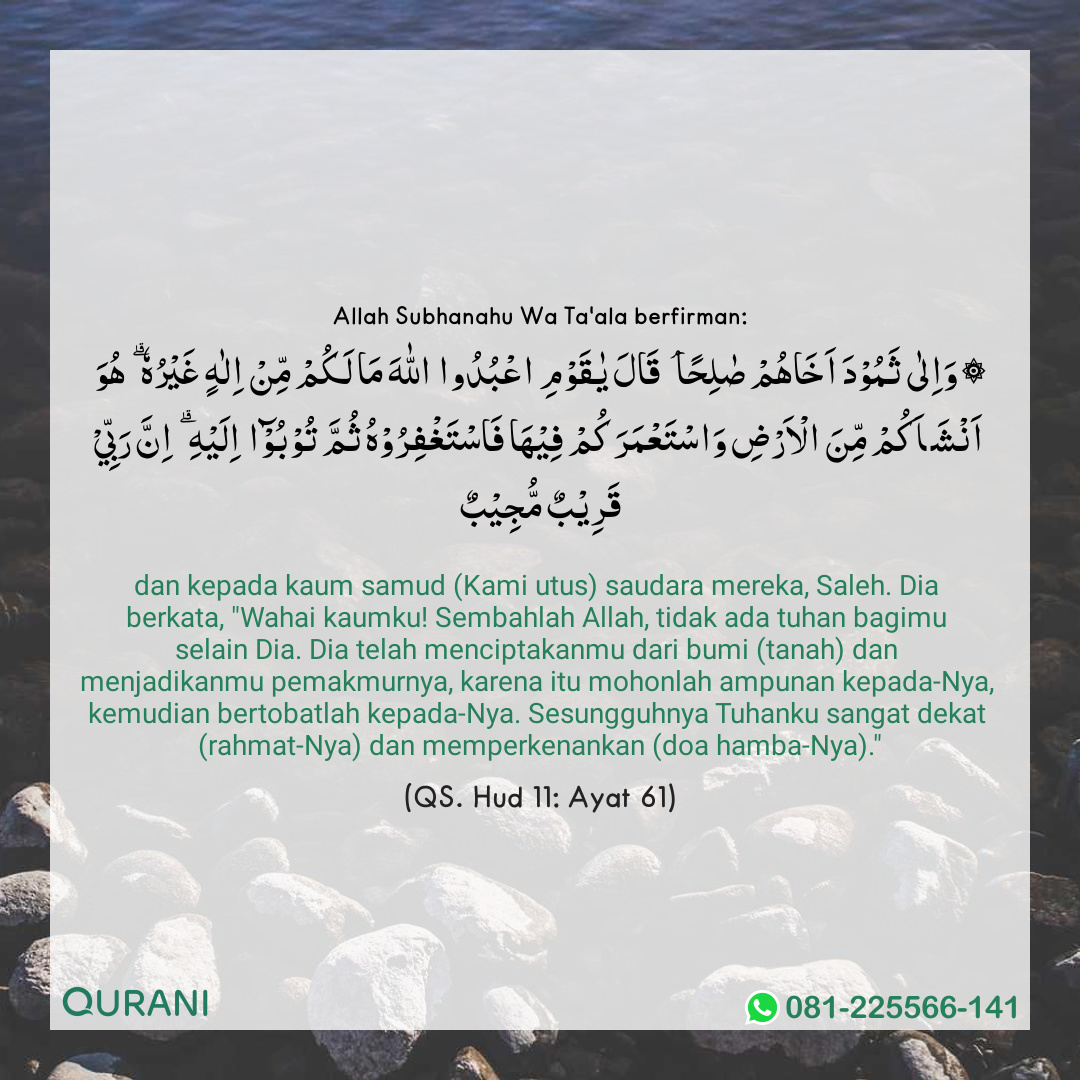 Allah Subhanahu Wa Ta'ala berfirman:
۞ وَاِلٰى ثَمُوْدَ اَخَاهُمْ صٰلِحًا ۘ قَالَ يٰقَوْمِ اعْبُدُوا اللّٰهَ مَا لَـكُمْ مِّنْ اِلٰهٍ غَيْرُهٗ ۗ هُوَ
اَنْشَاَكُمْ مِّنَ الْاَرْضِ وَاسْتَعْمَرَكُمْ فِيْهَا فَاسْتَغْفِرُوْهُ ثُمَّ تُوْبُوْۤا اِلَيْهِ ۗ اِنَّ رَبِّيْ
قَرِيْبٌ مُّجِيْبٌ
dan kepada kaum samud (Kami utus) saudara mereka, Saleh. Dia
berkata, "Wahai kaumku! Sembahlah Allah, tidak ada tuhan bagimu
selain Dia. Dia telah menciptakanmu dari bumi (tanah) dan
menjadikanmu pemakmurnya, karena itu mohonlah ampunan kepada-Nya,
kemudian bertobatlah kepada-Nya. Sesungguhnya Tuhanku sangat dekat
(rahmat-Nya) dan memperkenankan (doa hamba-Nya)."
(QS. Hud 11: Ayat 61)
QURANI
081-225566-141